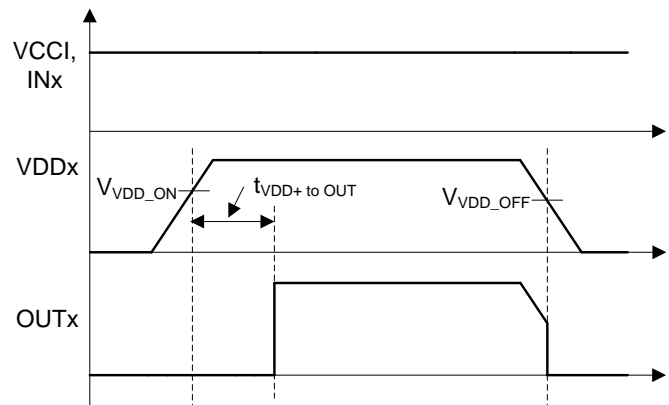 VCCI,
INx
VDDx
VVDD_ON
tVDD+ to OUT
VVDD_OFF
OUTx